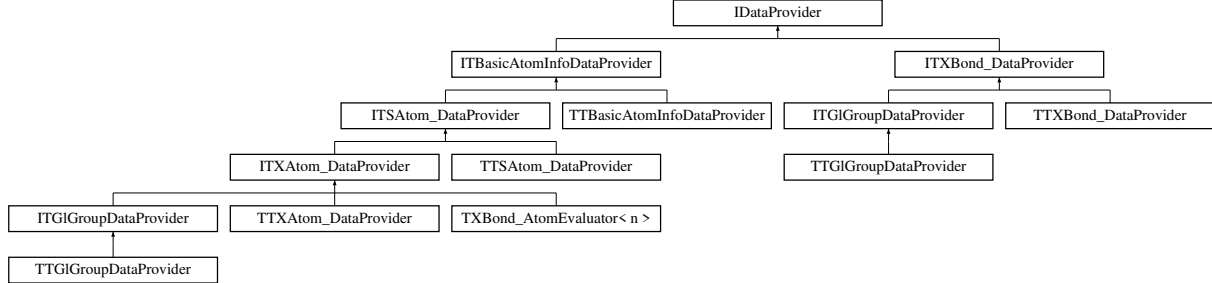 IDataProvider
ITBasicAtomInfoDataProvider
ITXBond_DataProvider
ITSAtom_DataProvider
TTBasicAtomInfoDataProvider
ITGlGroupDataProvider
TTXBond_DataProvider
ITXAtom_DataProvider
TTSAtom_DataProvider
TTGlGroupDataProvider
ITGlGroupDataProvider
TTXAtom_DataProvider
TXBond_AtomEvaluator< n >
TTGlGroupDataProvider